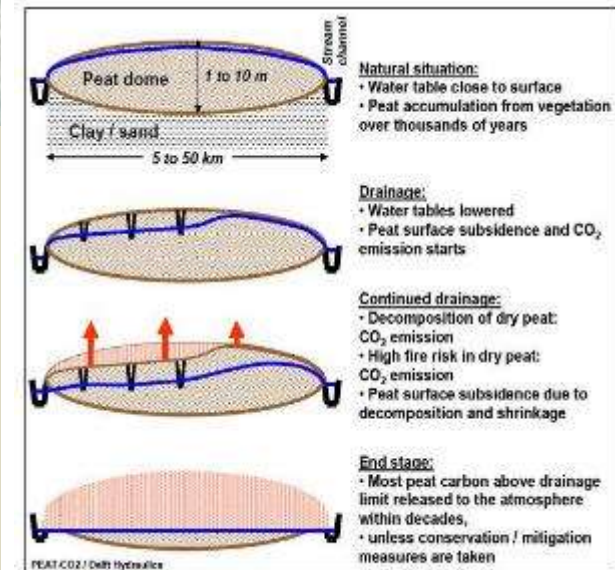 Peat dome
1 to 10 m
Stream
channel
Clay / sand
5 to 50 km
Natural situation:
• Water table close to surface
• Peat accumulation from vegetation
over thousands of years
Drainage:
• Water tables lowered
• Peat surface subsidence and CO₂
emission starts
Continued drainage:
• Decomposition of dry peat:
CO₂ emission
• High fire risk in dry peat:
CO₂ emission
• Peat surface subsidence due to
decomposition and shrinkage
End stage:
• Most peat carbon above drainage
limit released to the atmosphere
within decades,
• unless conservation / mitigation
measures are taken
PEAT-CO2 / Delft Hydraulics